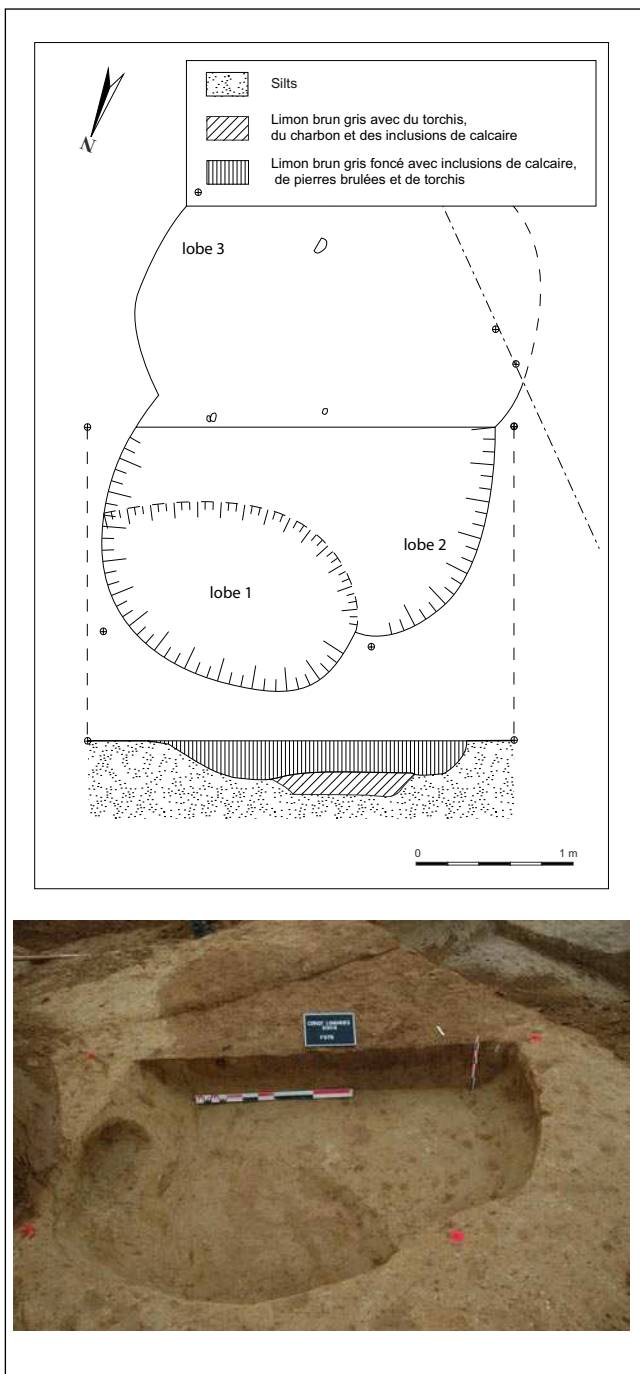 N
Silts
Limon brun gris avec du torchis,
du charbon et des inclusions de calcaire
Limon brun gris foncé avec inclusions de calcaire,
de pierres brulées et de torchis
lobe 3
lobe 2
lobe 1
0 1 m